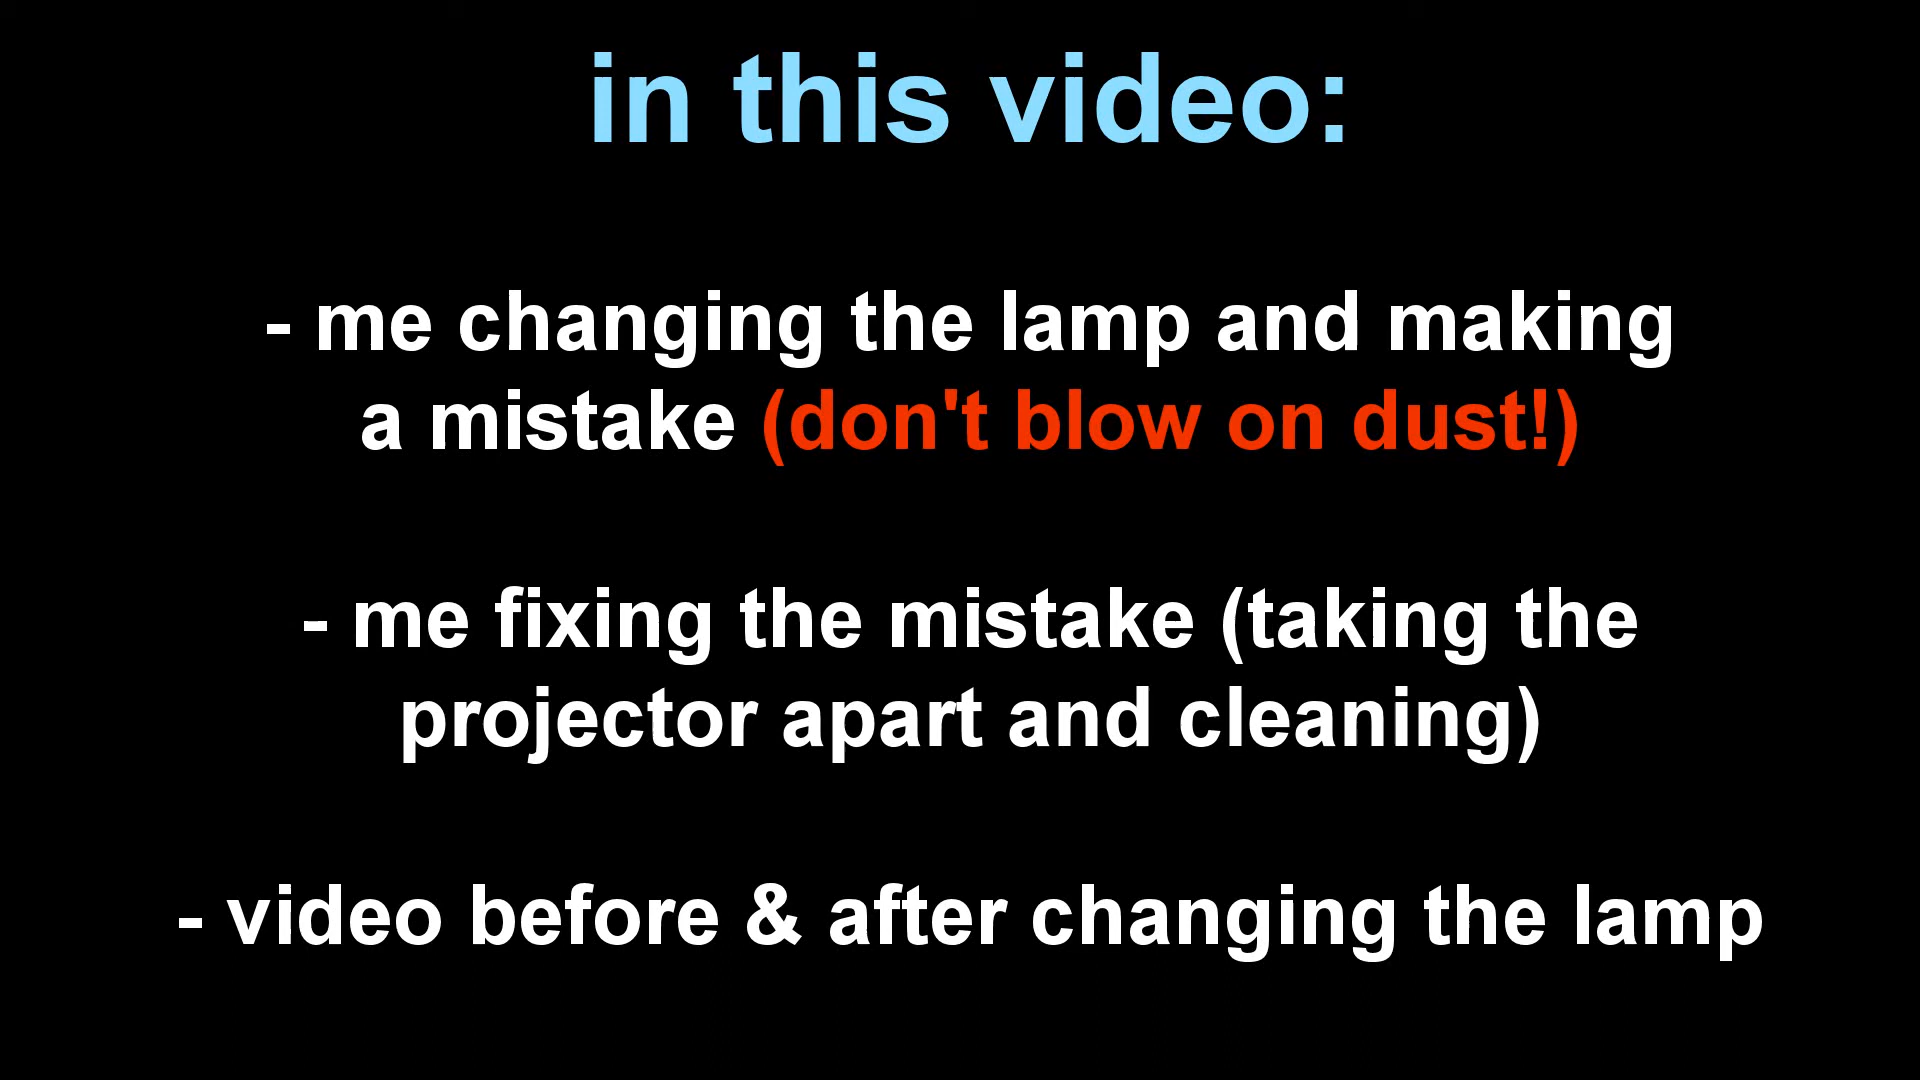 in this video:
- me changing the lamp and making
a mistake (don't blow on dust!)
- me fixing the mistake (taking the
projector apart and cleaning)
- video before & after changing the lamp